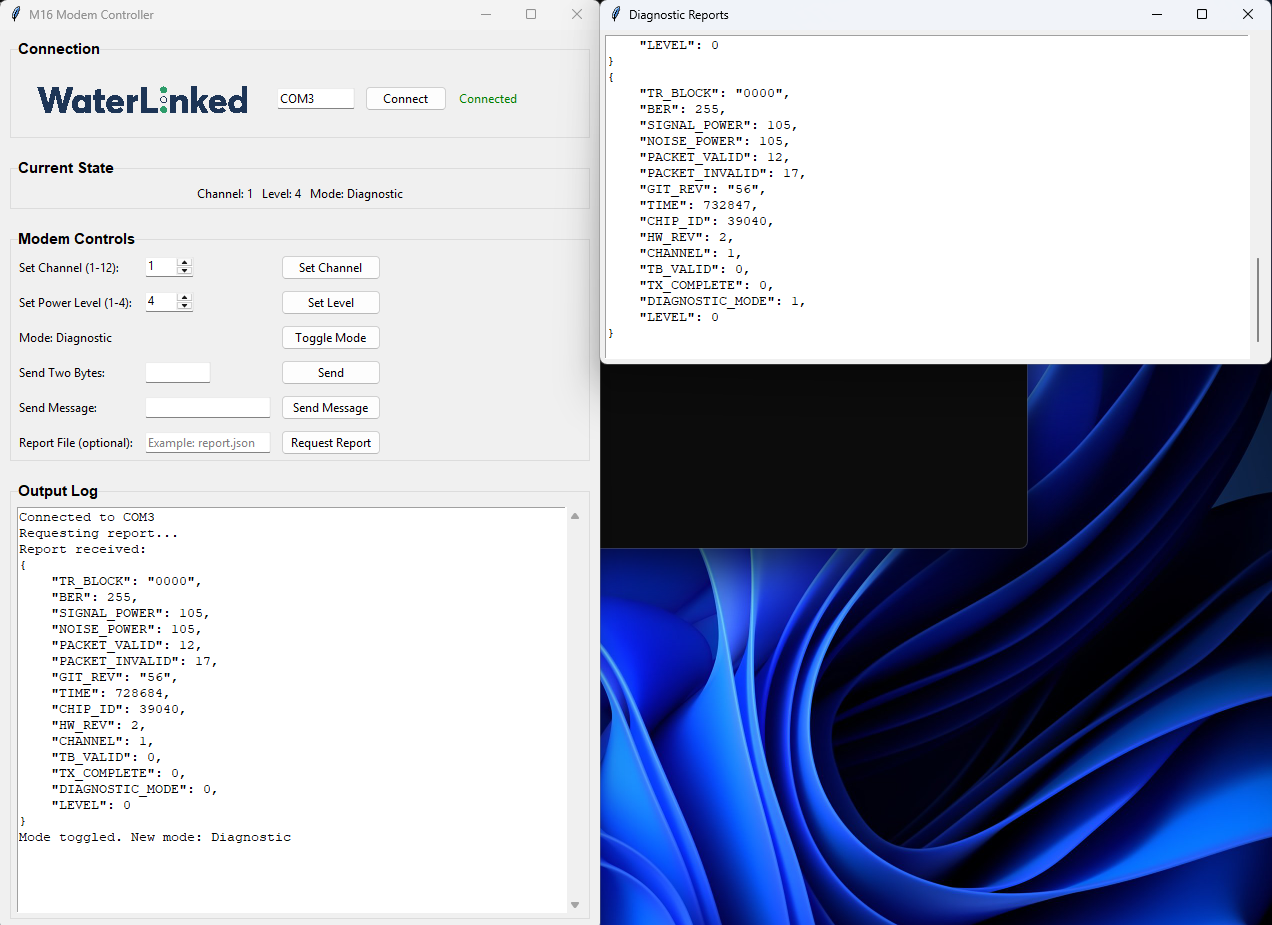 M16 Modem Controller
Connection
WaterLinked
COM3
Connect
Connected
Current State
Channel: 1 Level: 4 Mode: Diagnostic
Modem Controls
Set Channel (1-12): 1 Set Channel
Set Power Level (1-4): 4 Set Level
Mode: Diagnostic Toggle Mode
Send Two Bytes: Send
Send Message: Send Message
Report File (optional): Example: report.json Request Report
Output Log
Connected to COM3
Requesting report...
Report received:
{
"TR_BLOCK": "0000",
"BER": 255,
"SIGNAL_POWER": 105,
"NOISE_POWER": 105,
"PACKET_VALID": 12,
"PACKET_INVALID": 17,
"GIT_REV": "56",
"TIME": 728684,
"CHIP_ID": 39040,
"HW_REV": 2,
"CHANNEL": 1,
"TB_VALID": 0,
"TX_COMPLETE": 0,
"DIAGNOSTIC_MODE": 0,
"LEVEL": 0
}
Mode toggled. New mode: Diagnostic
Diagnostic Reports
"LEVEL": 0
}
{
"TR_BLOCK": "0000",
"BER": 255,
"SIGNAL_POWER": 105,
"NOISE_POWER": 105,
"PACKET_VALID": 12,
"PACKET_INVALID": 17,
"GIT_REV": "56",
"TIME": 732847,
"CHIP_ID": 39040,
"HW_REV": 2,
"CHANNEL": 1,
"TB_VALID": 0,
"TX_COMPLETE": 0,
"DIAGNOSTIC_MODE": 1,
"LEVEL": 0
}